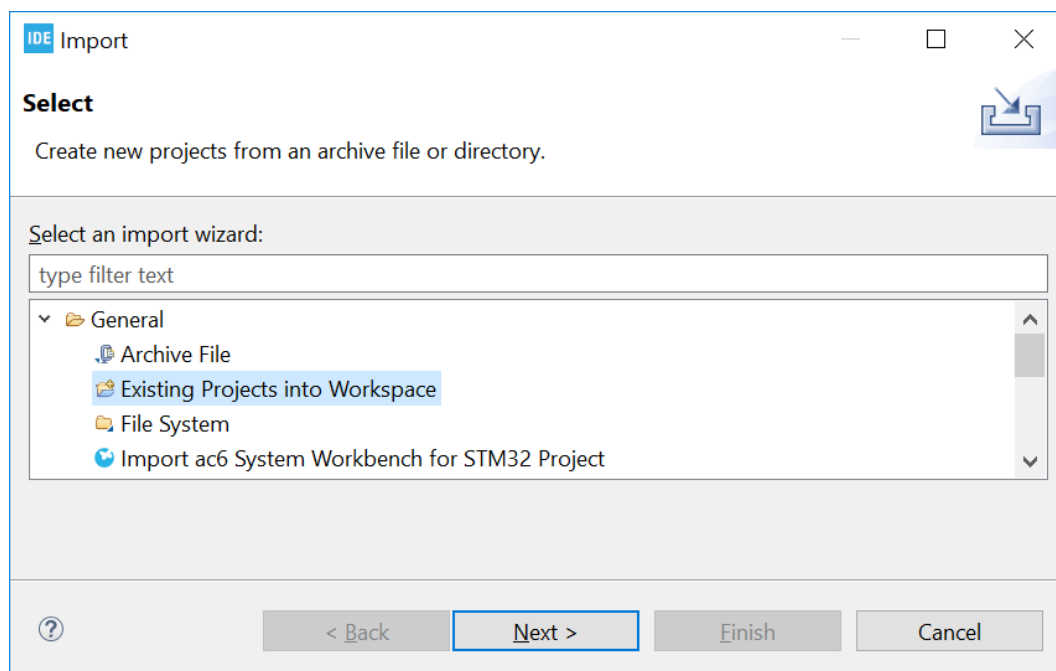 IDE Import
Select
Create new projects from an archive file or directory.
Select an import wizard:
type filter text
General
Archive File
Existing Projects into Workspace
File System
Import ac6 System Workbench for STM32 Project
? < Back Next > Finish Cancel